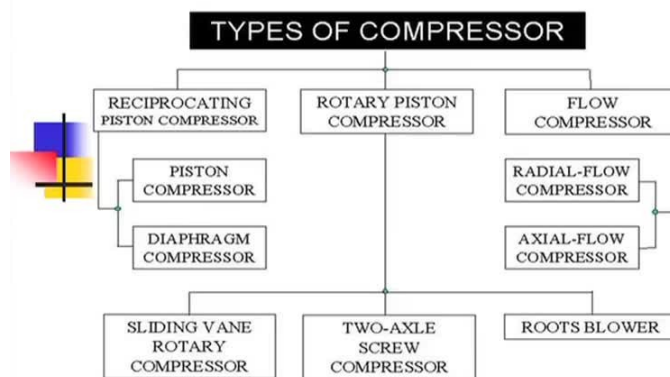 TYPES OF COMPRESSOR
RECIPROCATING
PISTON COMPRESSOR
ROTARY PISTON
COMPRESSOR
FLOW
COMPRESSOR
PISTON
COMPRESSOR
DIAPHRAGM
COMPRESSOR
RADIAL-FLOW
COMPRESSOR
AXIAL-FLOW
COMPRESSOR
SLIDING VANE
ROTARY
COMPRESSOR
TWO-AXLE
SCREW
COMPRESSOR
ROOTS BLOWER